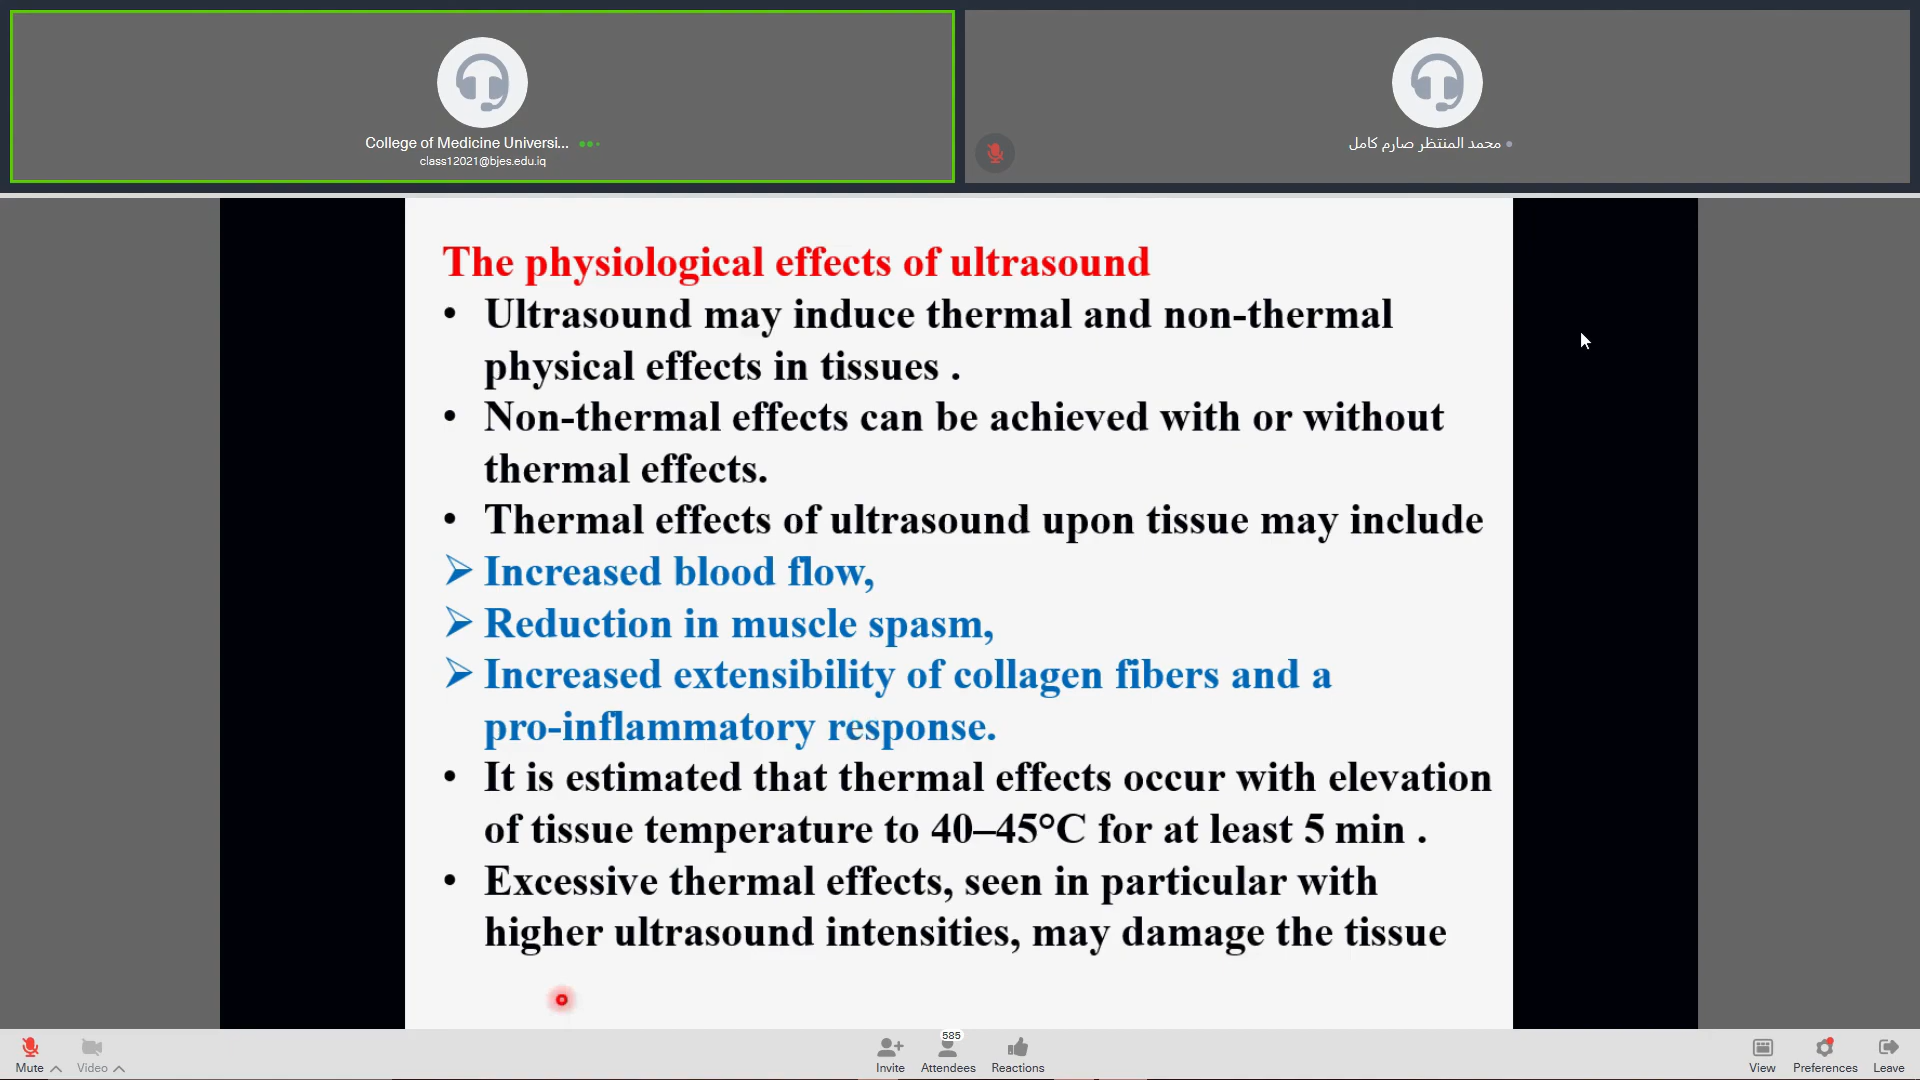 College of Medicine Universi...
class12021@bjes.edu.iq
محمد المنتظر صارم كامل
The physiological effects of ultrasound
• Ultrasound may induce thermal and non-thermal
physical effects in tissues .
• Non-thermal effects can be achieved with or without
thermal effects.
• Thermal effects of ultrasound upon tissue may include
➢ Increased blood flow,
➢ Reduction in muscle spasm,
➢ Increased extensibility of collagen fibers and a
pro-inflammatory response.
• It is estimated that thermal effects occur with elevation
of tissue temperature to 40–45°C for at least 5 min .
• Excessive thermal effects, seen in particular with
higher ultrasound intensities, may damage the tissue
585
Mute Video Invite Attendees Reactions View Preferences Leave